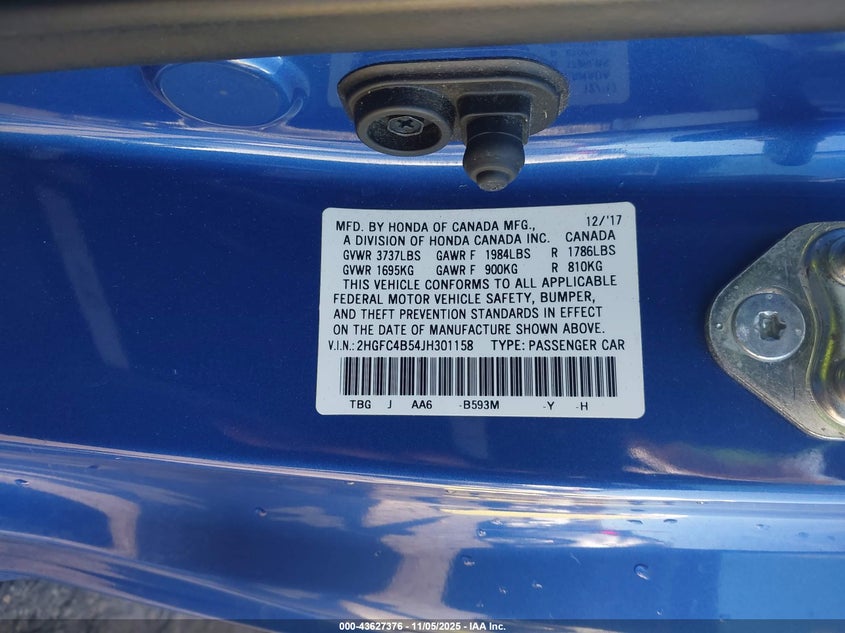 MFD. BY HONDA OF CANADA MFG., 12/'17
A DIVISION OF HONDA CANADA INC. CANADA
GVWR 3737LBS GAWR F 1984LBS R 1786LBS
GVWR 1695KG GAWR F 900KG R 810KG
THIS VEHICLE CONFORMS TO ALL APPLICABLE
FEDERAL MOTOR VEHICLE SAFETY, BUMPER,
AND THEFT PREVENTION STANDARDS IN EFFECT
ON THE DATE OF MANUFACTURE SHOWN ABOVE.
V.I.N.: 2HGFC4B54JH301158 TYPE: PASSENGER CAR
TBG J AA6 -B593M -Y -H
000-43627376 - 11/05/2025 - IAA Inc.